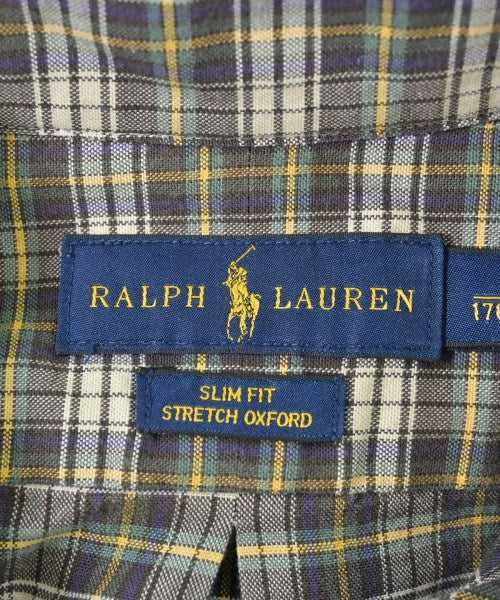 RALPH LAUREN
SLIM FIT
STRETCH OXFORD